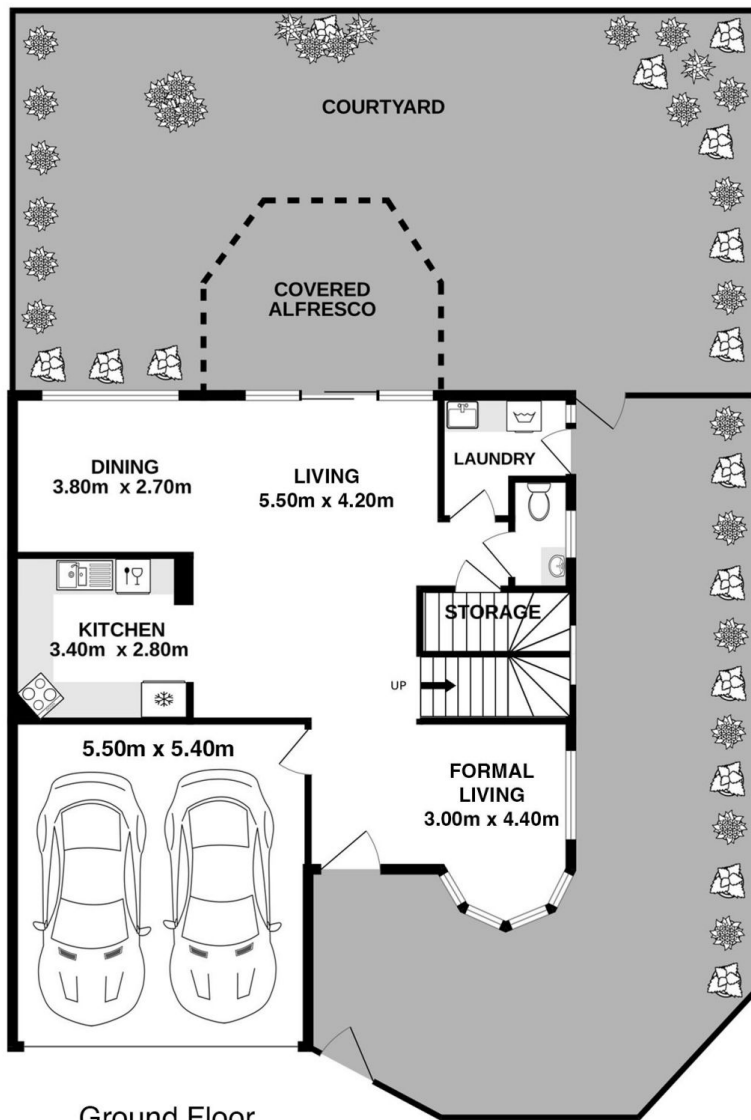 COURTYARD
COVERED
ALFRESCO
DINING
3.80m x 2.70m
LIVING
5.50m x 4.20m
LAUNDRY
KITCHEN
3.40m x 2.80m
STORAGE
UP
5.50m x 5.40m
FORMAL
LIVING
3.00m x 4.40m
Ground Floor